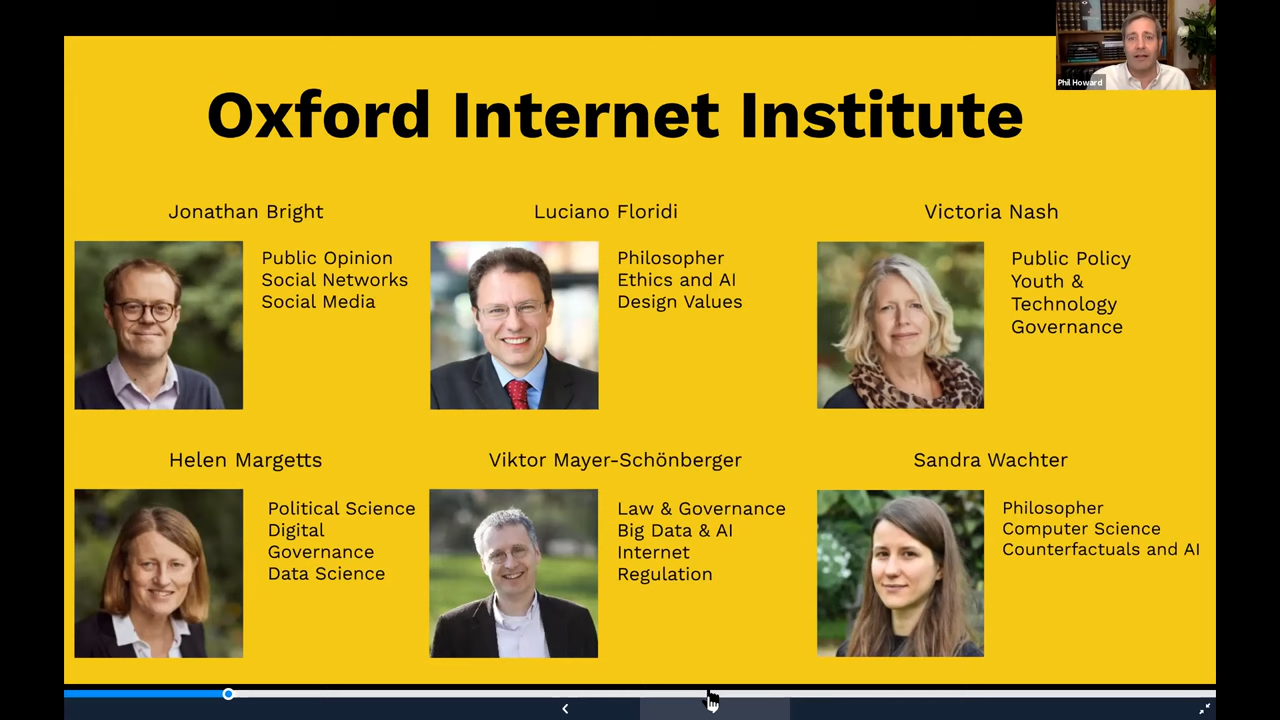 Phil Howard
Oxford Internet Institute
Jonathan Bright
Public Opinion
Social Networks
Social Media
Luciano Floridi
Philosopher
Ethics and AI
Design Values
Victoria Nash
Public Policy
Youth &
Technology
Governance
Helen Margetts
Political Science
Digital
Governance
Data Science
Viktor Mayer-Schönberger
Law & Governance
Big Data & AI
Internet
Regulation
Sandra Wachter
Philosopher
Computer Science
Counterfactuals and AI